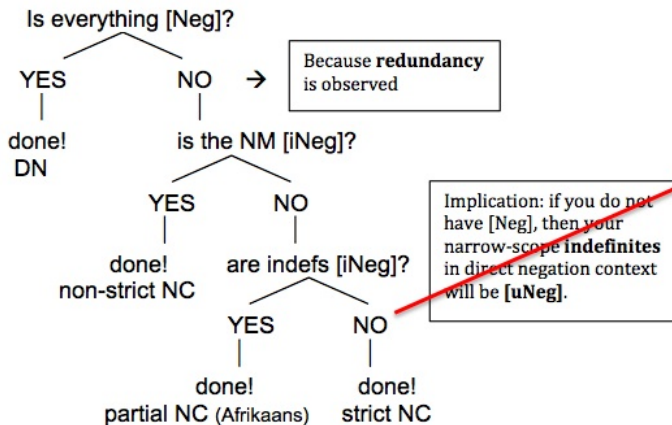 Is everything [Neg]?
YES
NO
→
Because redundancy
is observed
done!
DN
is the NM [iNeg]?
YES
NO
done!
non-strict NC
are indefs [iNeg]?
Implication: if you do not
have [Neg], then your
narrow-scope indefinites
in direct negation context
will be [uNeg].
YES
NO
done!
partial NC (Afrikaans)
done!
strict NC